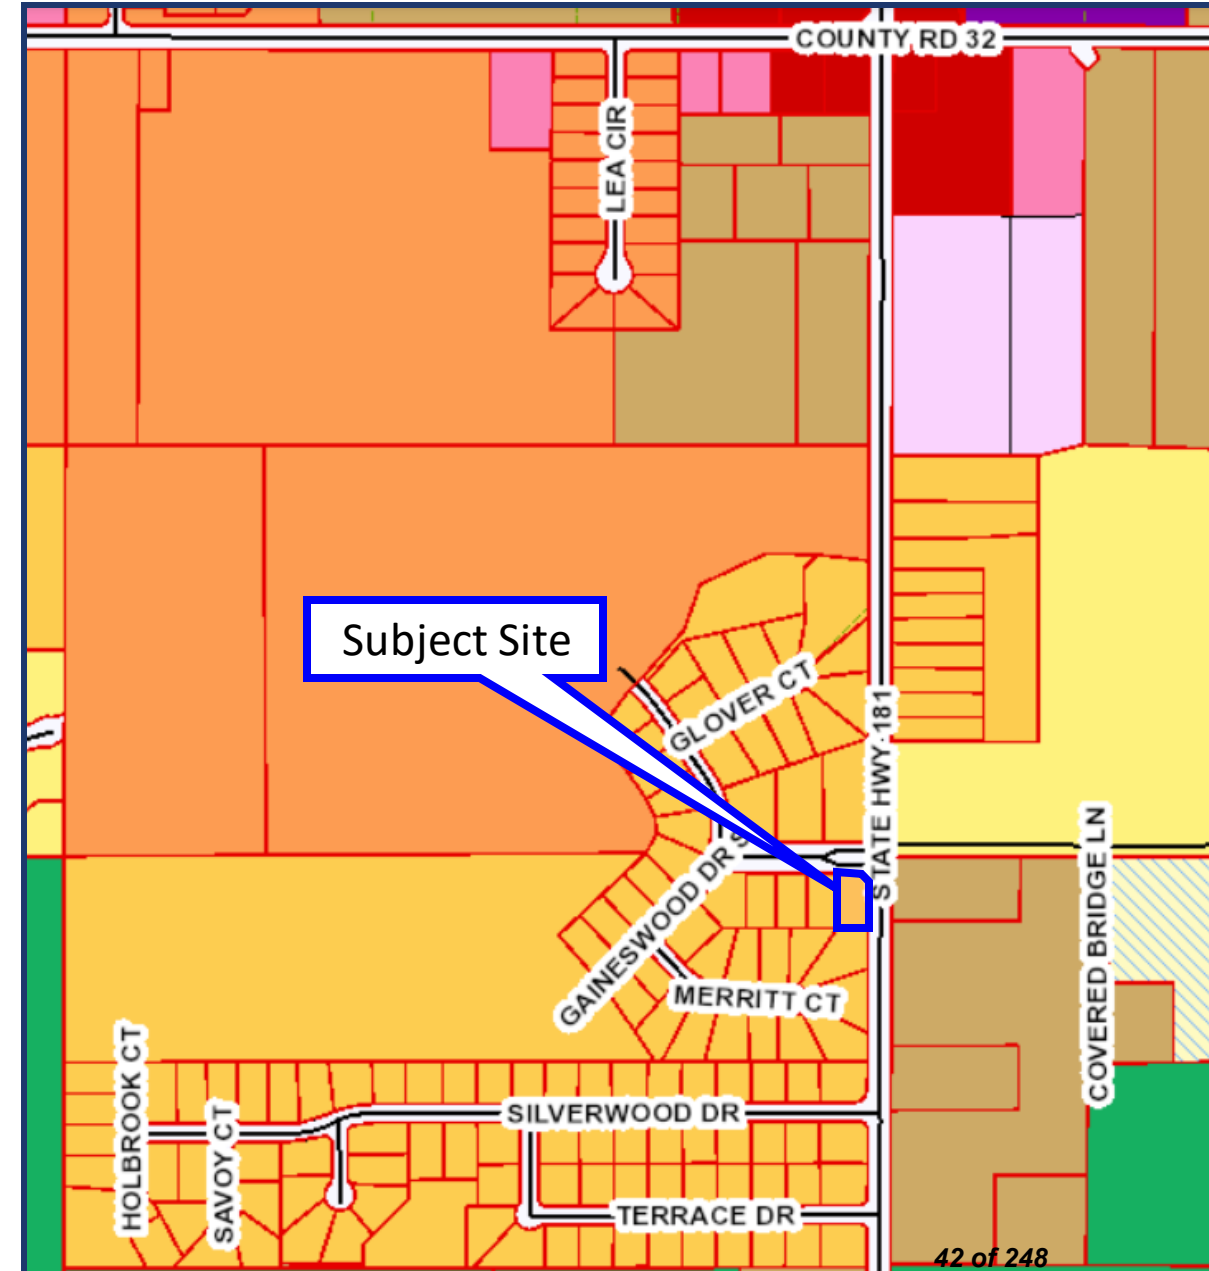 COUNTY RD 32
LEA CIR
Subject Site
GLOVER CT
STATE HWY 181
GAINESWOOD DR S
COVERED BRIDGE LN
MERRITT CT
HOLBROOK CT
SAVOY CT
SILVERWOOD DR
TERRACE DR
42 of 248